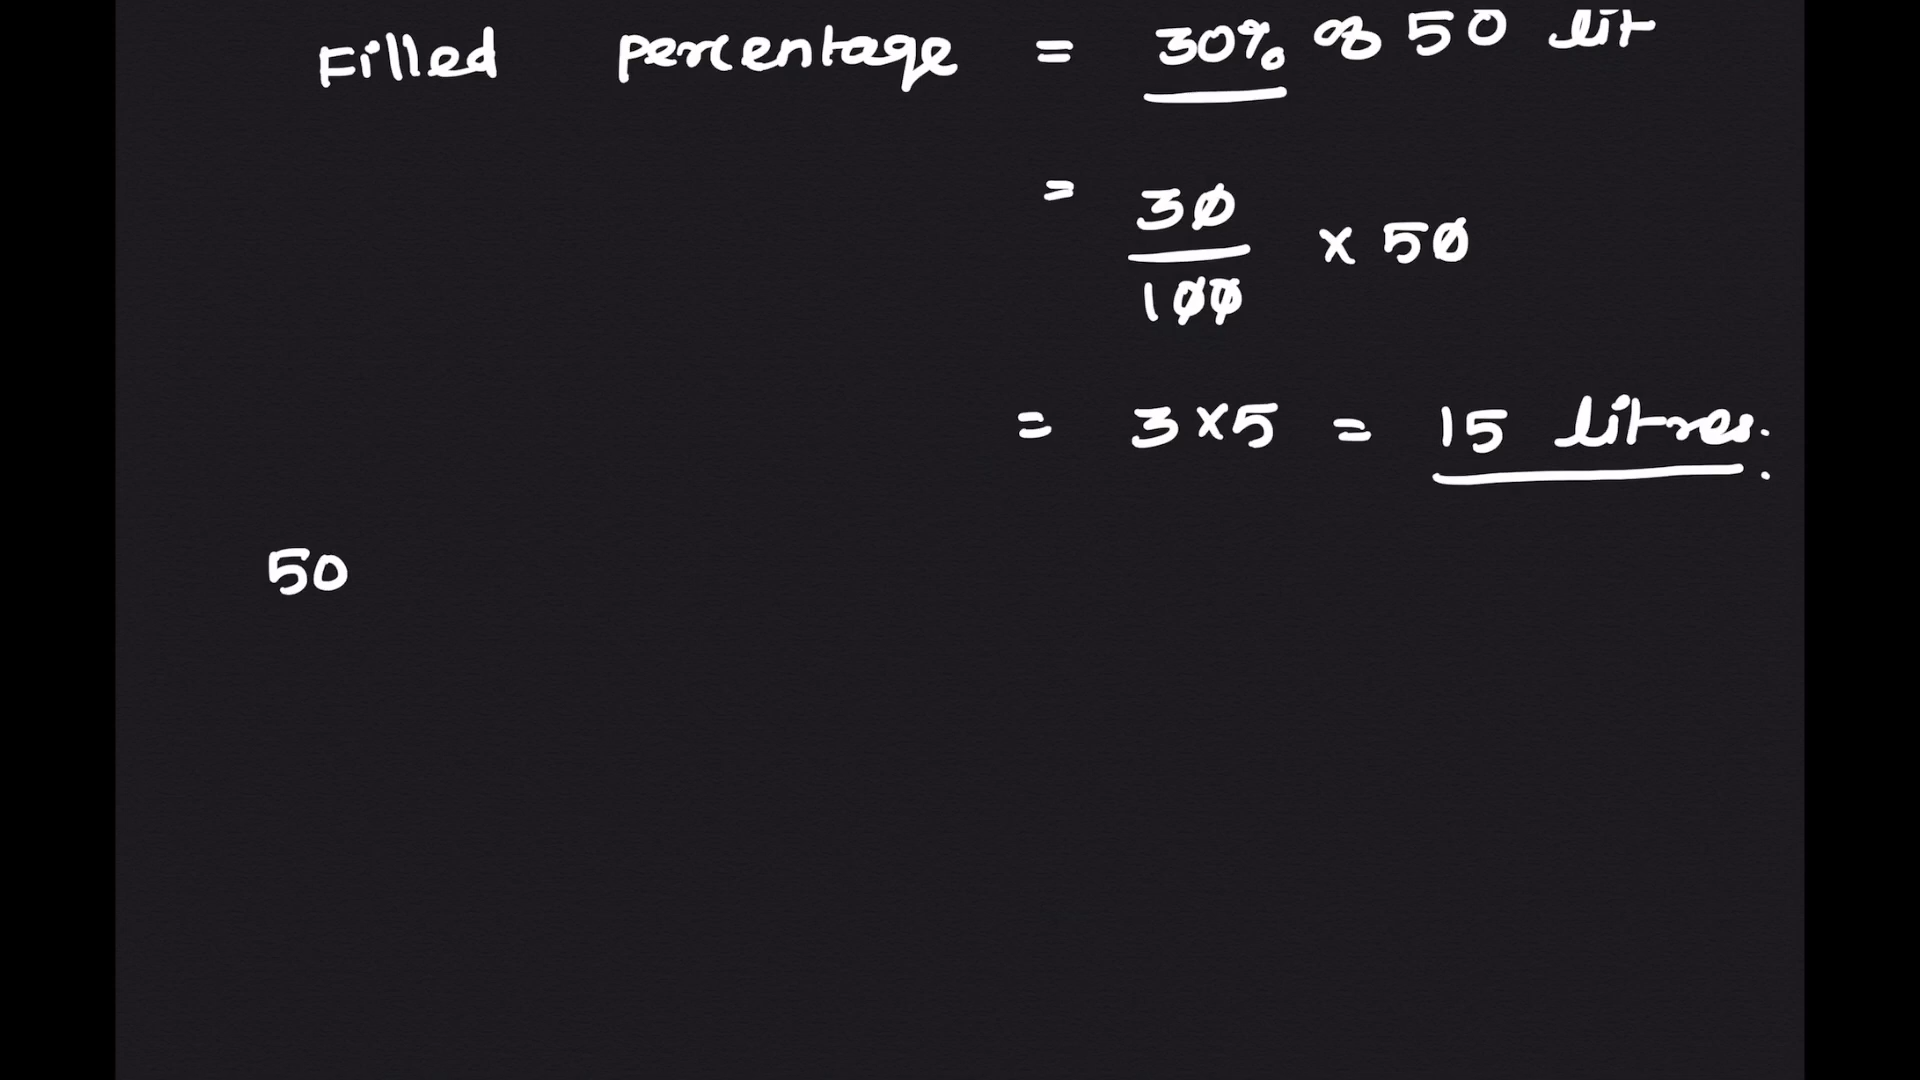 Filled percentage = 30% of 50 lit
= 30/100 x 50
= 3 x 5 = 15 litres.
50